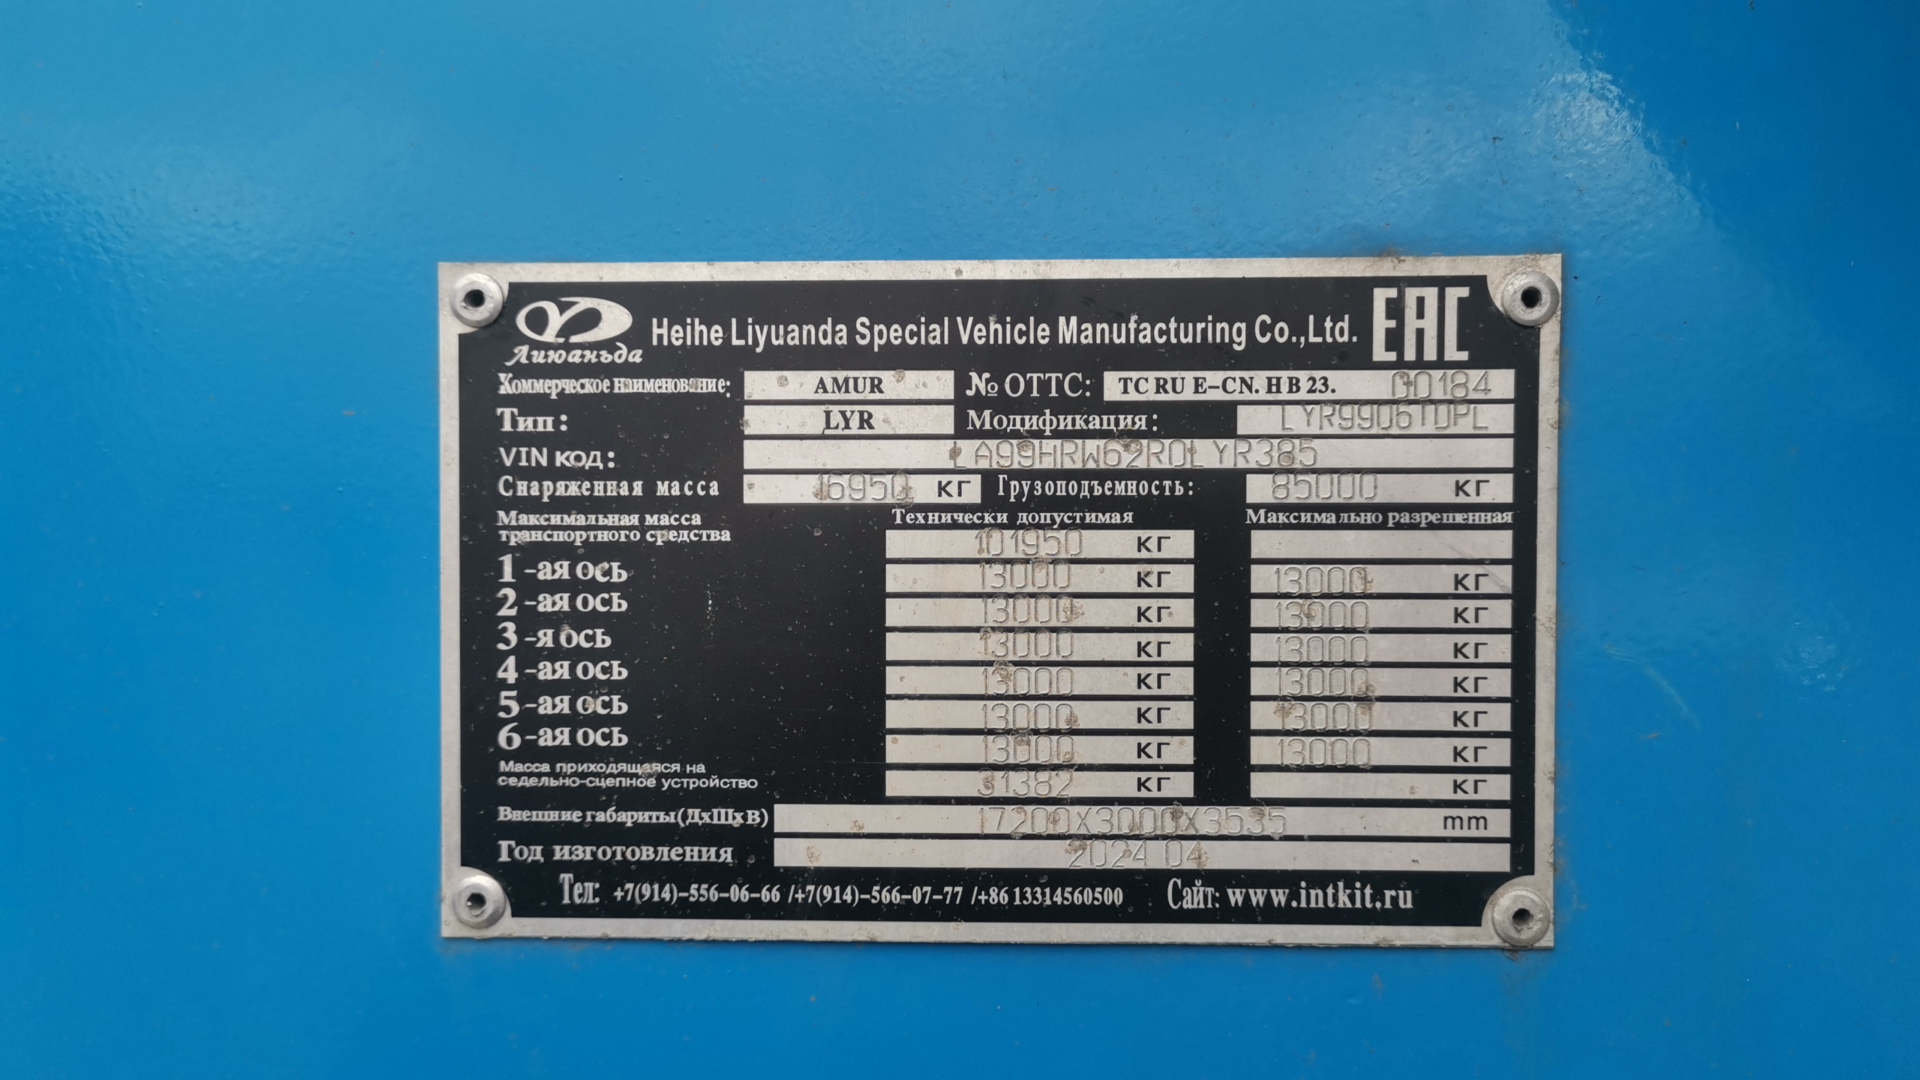 Лиюаньда
Heihe Liyuanda Special Vehicle Manufacturing Co.,Ltd. EAC
Коммерческое наименование: AMUR № ОТТС: TC RU E-CN. HB23. 00184
Тип: LYR Модификация: LYR9906TDPL
VIN код: LA99HRW62R0LYR385
Снаряженная масса 16950 кг Грузоподъемность: 85000 кг
Технически допустимая Максимально разрешенная
Максимальная масса
транспортного средства 101950 кг
1-ая ось 13000 кг 13000 кг
2-ая ось 13000 кг 13000 кг
3-я ось 13000 кг 13000 кг
4-ая ось 13000 кг 13000 кг
5-ая ось 13000 кг 13000 кг
6-ая ось 13000 кг 13000 кг
Масса приходящаяся на
седельно-сцепное устройство 31382 кг кг
Внешние габариты(ДхШхВ) 17200X3000X3535 mm
Год изготовления 2024 04
Тел: +7(914)-556-06-66 /+7(914)-566-07-77 /+86 13314560500 Сайт: www.intkit.ru